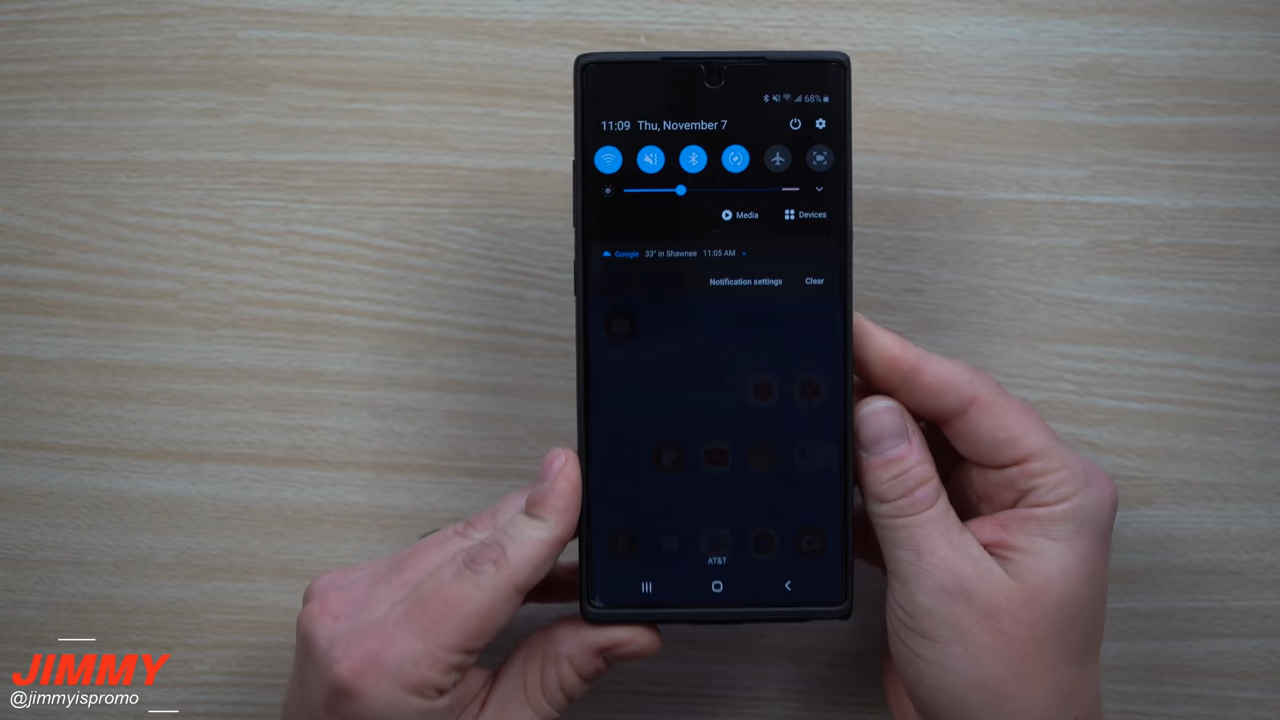 68%
11:09 Thu, November 7
Media
Devices
Google 33° in Shawnee 11:05 AM
Notification settings Clear
AT&T
JIMMY
@jimmyispromo